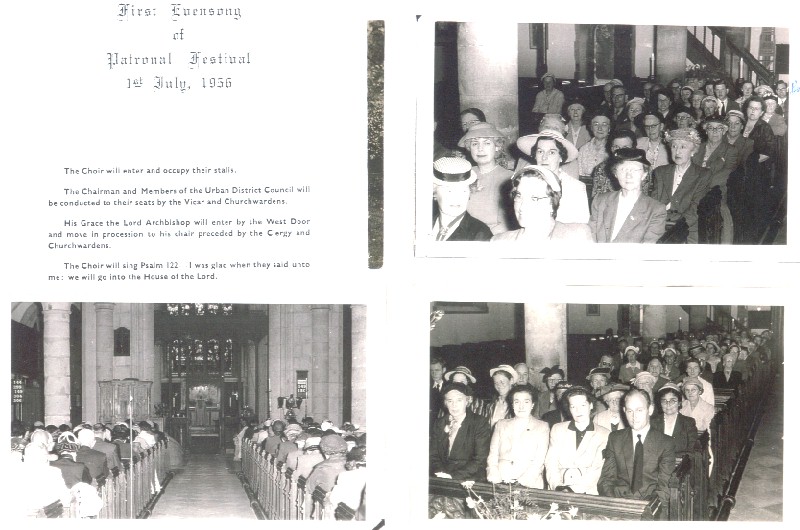 First Evensong
of
Patronal Festival
1st July, 1956
The Choir will enter and occupy their stalls.
The Chairman and Members of the Urban District Council will
be conducted to their seats by the Vicar and Churchwardens.
His Grace the Lord Archbishop will enter by the West Door
and move in procession to his chair preceded by the Clergy and
Churchwardens.
The Choir will sing Psalm 122 I was glad when they said unto
me: we will go into the House of the Lord.